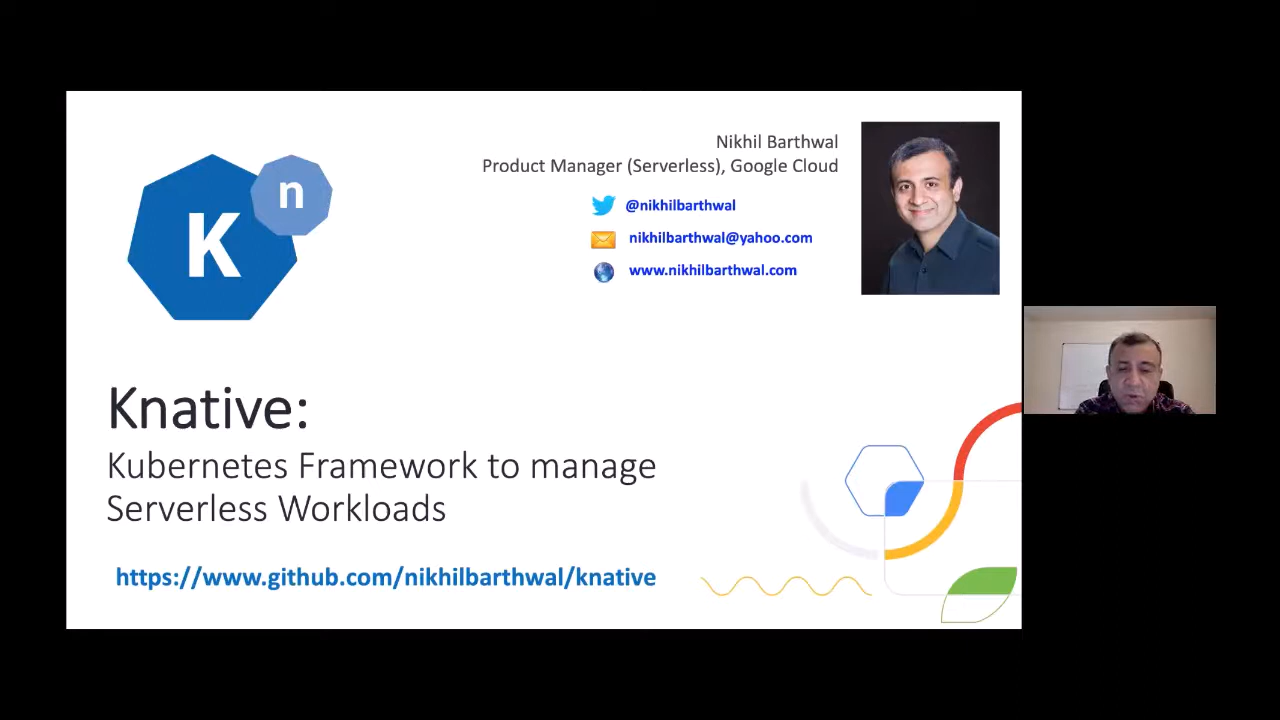 K
n
Nikhil Barthwal
Product Manager (Serverless), Google Cloud
@nikhilbarthwal
nikhilbarthwal@yahoo.com
www.nikhilbarthwal.com
Knative:
Kubernetes Framework to manage
Serverless Workloads
https://www.github.com/nikhilbarthwal/knative